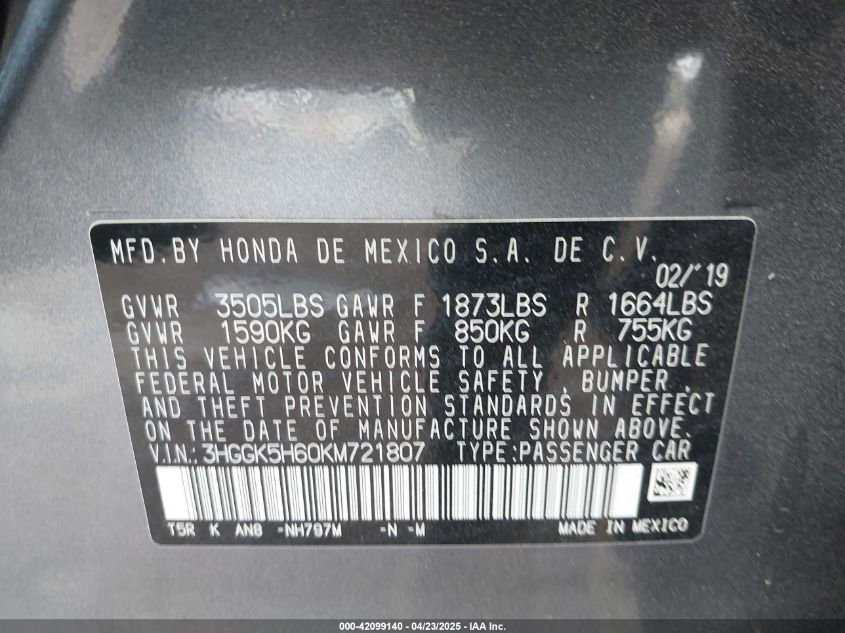 MFD.BY HONDA DE MEXICO S.A. DE C.V.
02/'19
GVWR 3505LBS GAWR F 1873LBS R 1664LBS
GVWR 1590KG GAWR F 850KG R 755KG
THIS VEHICLE CONFORMS TO ALL APPLICABLE
FEDERAL MOTOR VEHICLE SAFETY , BUMPER ,
AND THEFT PREVENTION STANDARDS IN EFFECT
ON THE DATE OF MANUFACTURE SHOWN ABOVE.
V.I.N.:3HGGK5H60KM721807 TYPE:PASSENGER CAR
T5R K AN8 -NH797M -N -M MADE IN MEXICO
000-42099140 - 04/23/2025 - IAA Inc.